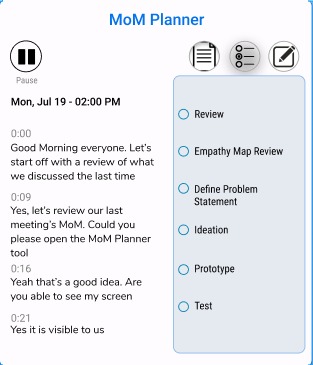 MoM Planner
Pause
Mon, Jul 19 - 02:00 PM
0:00
Good Morning everyone. Let's
start off with a review of what
we discussed the last time
0:09
Yes, let's review our last
meeting's MoM. Could you
please open the MoM Planner
tool
0:16
Yeah that's a good idea. Are
you able to see my screen
0:21
Yes it is visible to us
Review
Empathy Map Review
Define Problem
Statement
Ideation
Prototype
Test